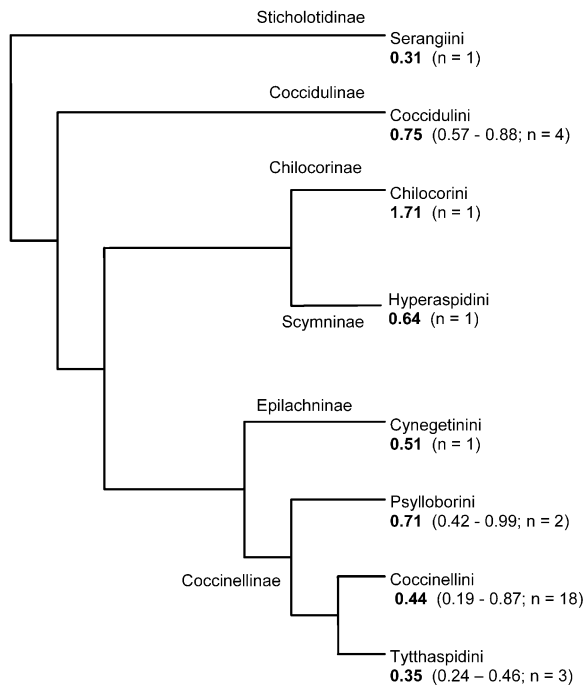 Sticholotidinae
Serangiini
0.31 (n = 1)
Coccidulinae
Coccidulini
0.75 (0.57 - 0.88; n = 4)
Chilocorinae
Chilocorini
1.71 (n = 1)
Hyperaspidini
0.64 (n = 1)
Scymninae
Epilachninae
Cynegetinini
0.51 (n = 1)
Psylloborini
0.71 (0.42 - 0.99; n = 2)
Coccinellinae
Coccinellini
0.44 (0.19 - 0.87; n = 18)
Tytthaspidini
0.35 (0.24 – 0.46; n = 3)